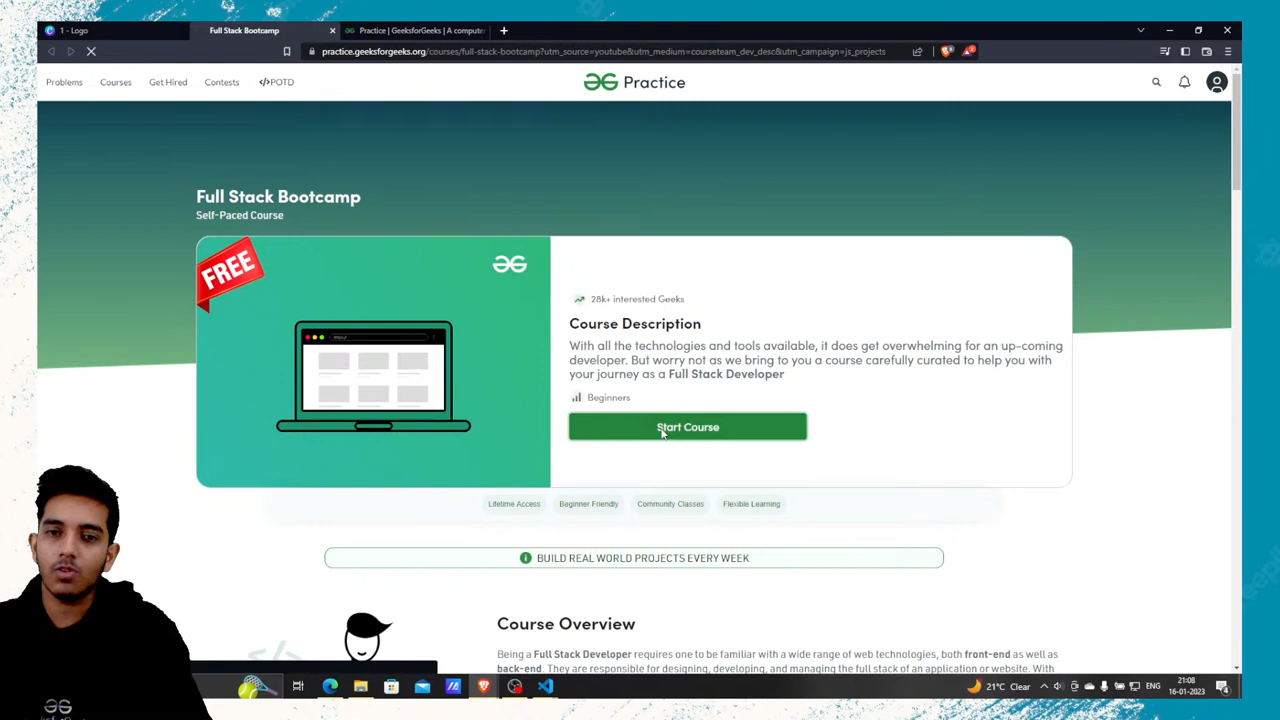 1 - Logo
Full Stack Bootcamp
Practice | GeeksforGeeks | A computer
practice.geeksforgeeks.org/courses/full-stack-bootcamp?utm_source=youtube&utm_medium=courseteam_dev_desc&utm_campaign=js_projects
Problems
Courses
Get Hired
Contests
</>POTD
Practice
Full Stack Bootcamp
Self-Paced Course
FREE
28k+ interested Geeks
Course Description
With all the technologies and tools available, it does get overwhelming for an up-coming
developer. But worry not as we bring to you a course carefully curated to help you with
your journey as a Full Stack Developer
Beginners
Start Course
Lifetime Access
Beginner Friendly
Community Classes
Flexible Learning
BUILD REAL WORLD PROJECTS EVERY WEEK
Course Overview
Being a Full Stack Developer requires one to be familiar with a wide range of web technologies, both front-end as well as
back-end. They are responsible for designing, developing, and managing the full stack of an application or website. With
21°C Clear
ENG
21:08
16-01-2023